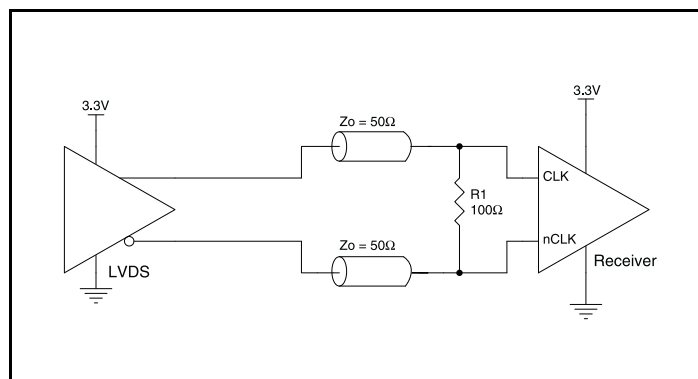 3.3V
3.3V
Zo = 50Ω
CLK
R1
100Ω
nCLK
Zo = 50Ω
Receiver
LVDS